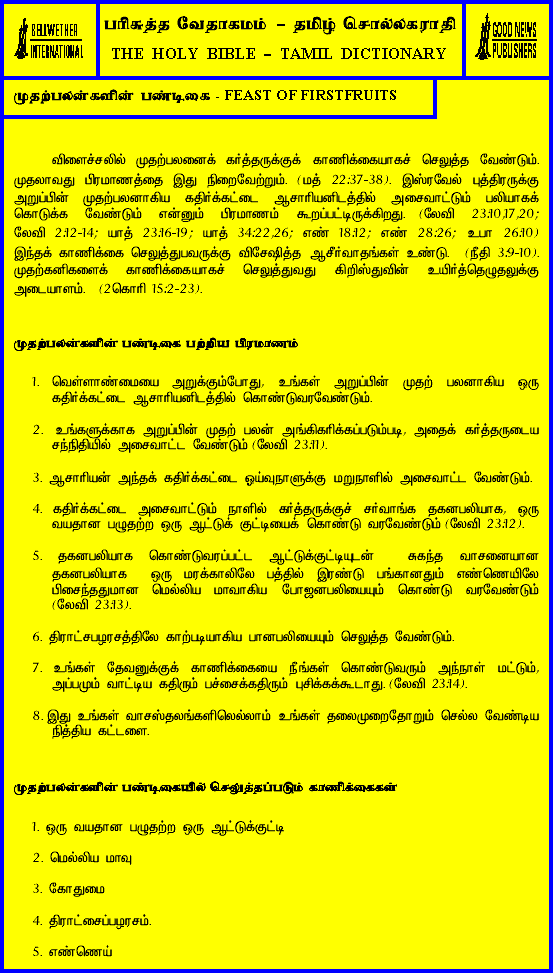 BELLWETHER
INTERNATIONAL
பரிசுத்த வேதாகமம் – தமிழ் சொல்லகராதி
THE HOLY BIBLE – TAMIL DICTIONARY
GOOD NEWS
PUBLISHERS
முதற்பலன்களின் பண்டிகை - FEAST OF FIRSTFRUITS
விளைச்சலில் முதற்பலனைக் கர்த்தருக்குக் காணிக்கையாகச் செலுத்த வேண்டும்.
முதலாவது பிரமாணத்தை இது நிறைவேற்றும். (மத் 22:37-38). இஸ்ரவேல் புத்திரருக்கு
அறுப்பின் முதற்பலனாகிய கதிர்க்கட்டை ஆசாரியனிடத்தில் அசைவாட்டும் பலியாகக்
கொடுக்க வேண்டும் என்னும் பிரமாணம் கூறப்பட்டிருக்கிறது. (லேவி 23:10,17,20;
லேவி 2:12-14; யாத் 23:16-19; யாத் 34:22,26; எண் 18:12; எண் 28:26; உபா 26:10)
இந்தக் காணிக்கை செலுத்துபவருக்கு விசேஷித்த ஆசீர்வாதங்கள் உண்டு. (நீதி 3:9-10).
முதற்கனிகளைக் காணிக்கையாகச் செலுத்துவது கிறிஸ்துவின் உயிர்த்தெழுதலுக்கு
அடையாளம். (2கொரி 15:2-23).
முதற்பலன்களின் பண்டிகை பற்றிய பிரமாணம்
1. வெள்ளாண்மையை அறுக்கும்போது, உங்கள் அறுப்பின் முதற் பலனாகிய ஒரு
கதிர்க்கட்டை ஆசாரியனிடத்தில் கொண்டுவரவேண்டும்.
2. உங்களுக்காக அறுப்பின் முதற் பலன் அங்கிகரிக்கப்படும்படி, அதைக் கர்த்தருடைய
சந்நிதியில் அசைவாட்ட வேண்டும் (லேவி 23:11).
3. ஆசாரியன் அந்தக் கதிர்க்கட்டை ஓய்வுநாளுக்கு மறுநாளில் அசைவாட்ட வேண்டும்.
4. கதிர்க்கட்டை அசைவாட்டும் நாளில் கர்த்தருக்குச் சர்வாங்க தகனபலியாக, ஒரு
வயதான பழுதற்ற ஒரு ஆட்டுக் குட்டியைக் கொண்டு வரவேண்டும் (லேவி 23:12).
5. தகனபலியாக கொண்டுவரப்பட்ட ஆட்டுக்குட்டியுடன் சுகந்த வாசனையான
தகனபலியாக ஒரு மரக்காலிலே பத்தில் இரண்டு பங்கானதும் எண்ணெயிலே
பிசைந்ததுமான மெல்லிய மாவாகிய போஜனபலியையும் கொண்டு வரவேண்டும்
(லேவி 23:13).
6. திராட்சபழரசத்திலே காற்படியாகிய பானபலியையும் செலுத்த வேண்டும்.
7. உங்கள் தேவனுக்குக் காணிக்கையை நீங்கள் கொண்டுவரும் அந்நாள் மட்டும்,
அப்பமும் வாட்டிய கதிரும் பச்சைக்கதிரும் புசிக்கக்கூடாது. (லேவி 23:14).
8. இது உங்கள் வாசஸ்தலங்களிலெல்லாம் உங்கள் தலைமுறைதோறும் செல்ல வேண்டிய
நித்திய கட்டளை.
முதற்பலன்களின் பண்டிகையில் செலுத்தப்படும் காணிக்கைகள்
1. ஒரு வயதான பழுதற்ற ஒரு ஆட்டுக்குட்டி
2. மெல்லிய மாவு
3. கோதுமை
4. திராட்சைப்பழரசம்.
5. எண்ணெய்